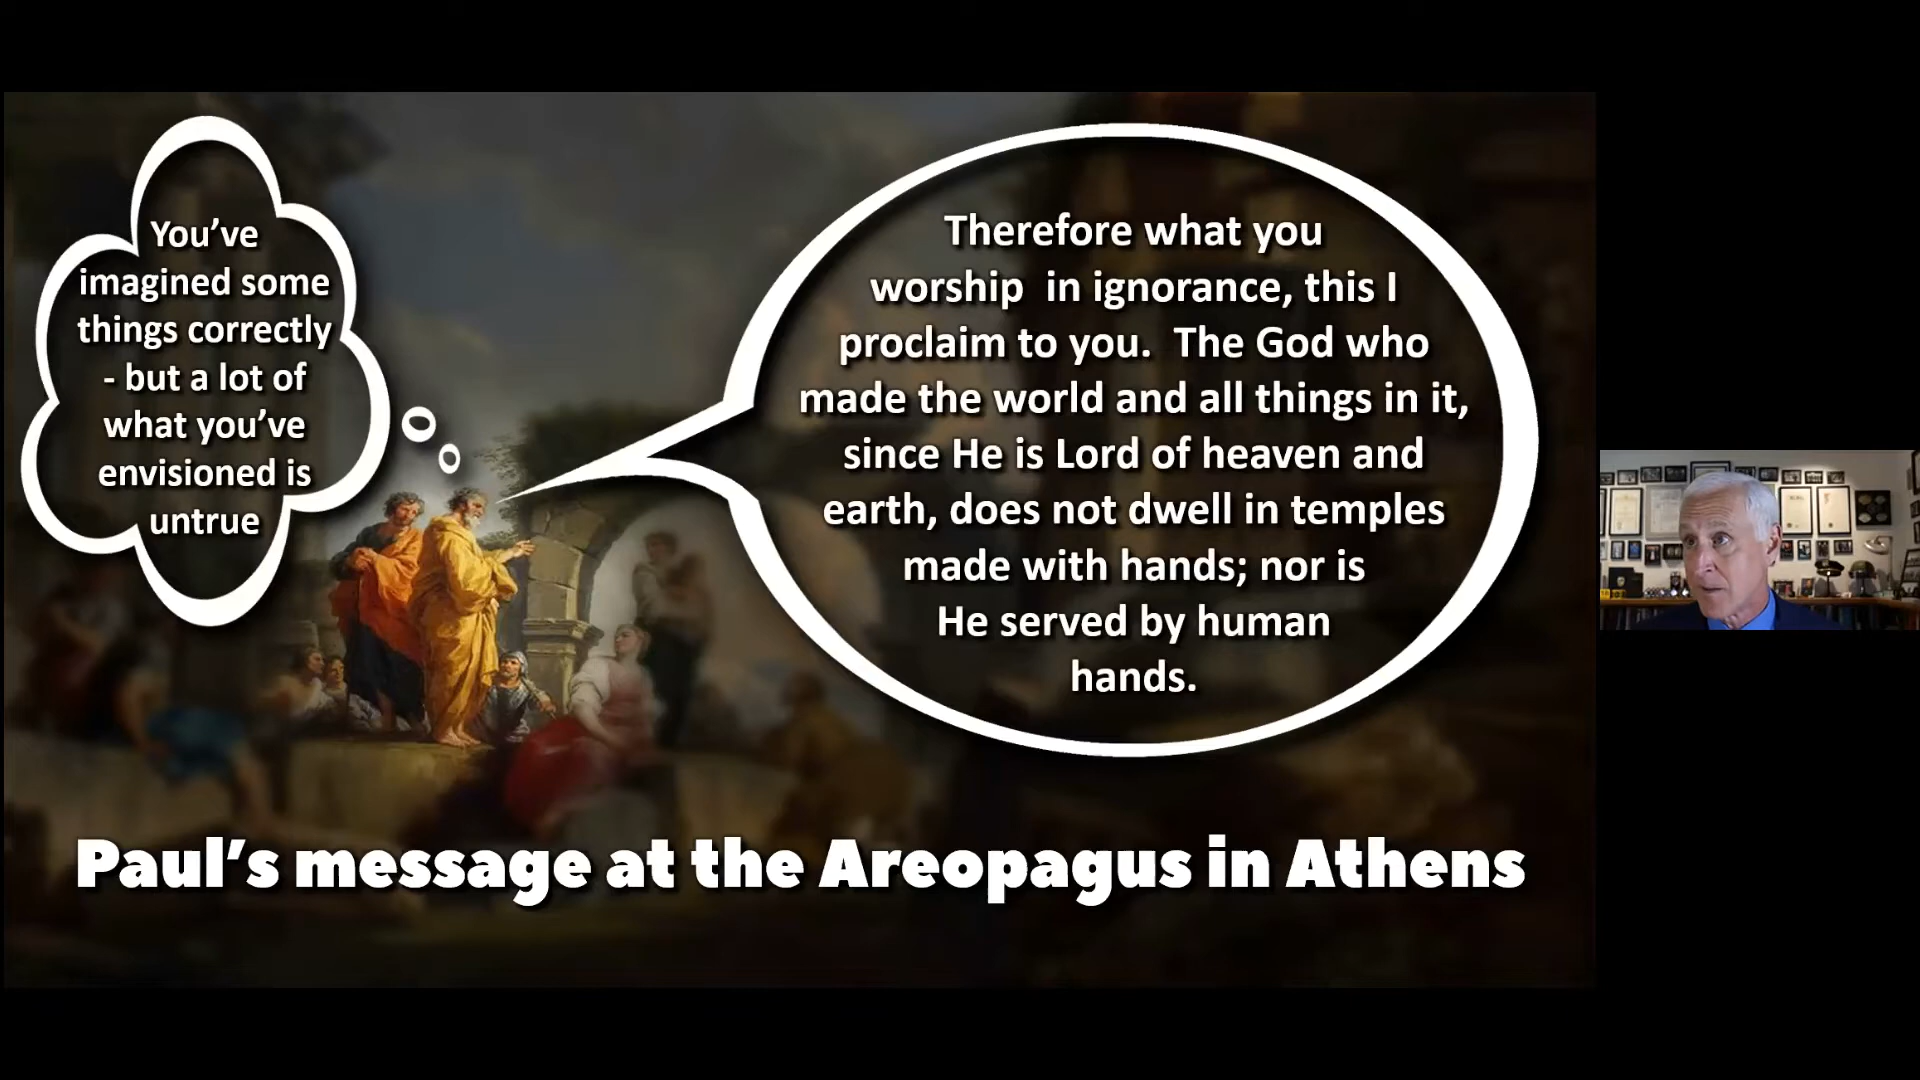 You've
imagined some
things correctly
- but a lot of
what you've
envisioned is
untrue
Therefore what you
worship  in ignorance, this I
proclaim to you.  The God who
made the world and all things in it,
since He is Lord of heaven and
earth, does not dwell in temples
made with hands; nor is
He served by human
hands.
Paul's message at the Areopagus in Athens